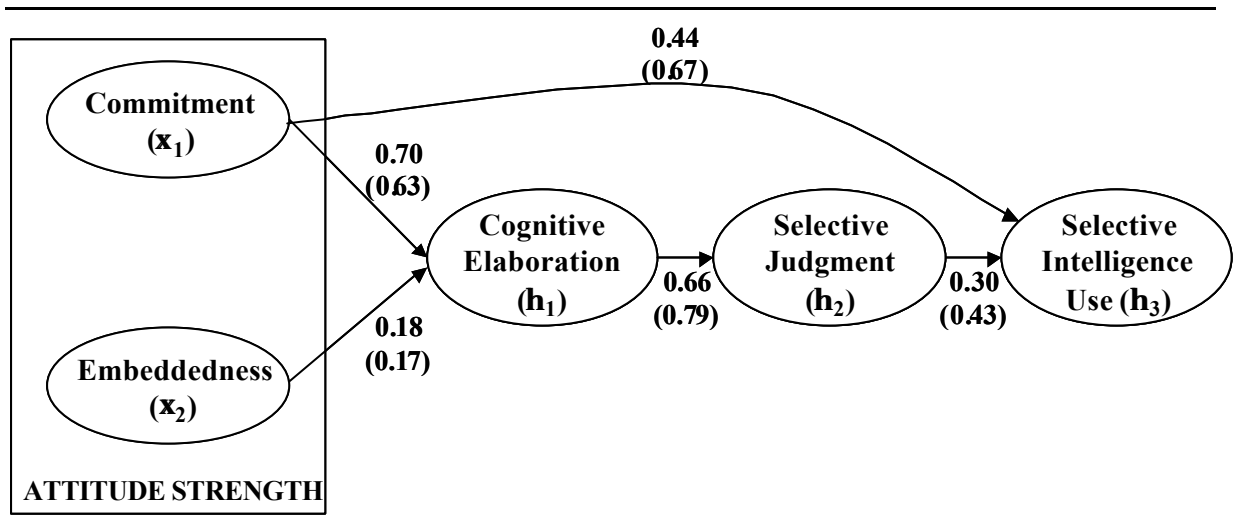 0.44
(0.67)
Commitment
(x₁)
0.70
(0.63)
Cognitive
Elaboration
(h₁)
0.66
(0.79)
Selective
Judgment
(h₂)
0.30
(0.43)
Selective
Intelligence
Use (h₃)
0.18
(0.17)
Embeddedness
(x₂)
ATTITUDE STRENGTH